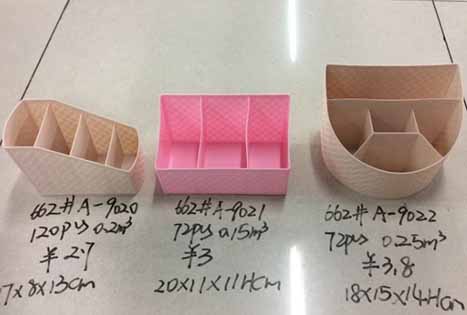 662# A-9020
120pcs 0.2m³
¥2.7
7x8x13cm
662# A-9021
72pcs 0.15m³
¥3
20x11x11Hcm
662# A-9022
72pcs 0.25m³
¥3.8
18x15x14Hcm